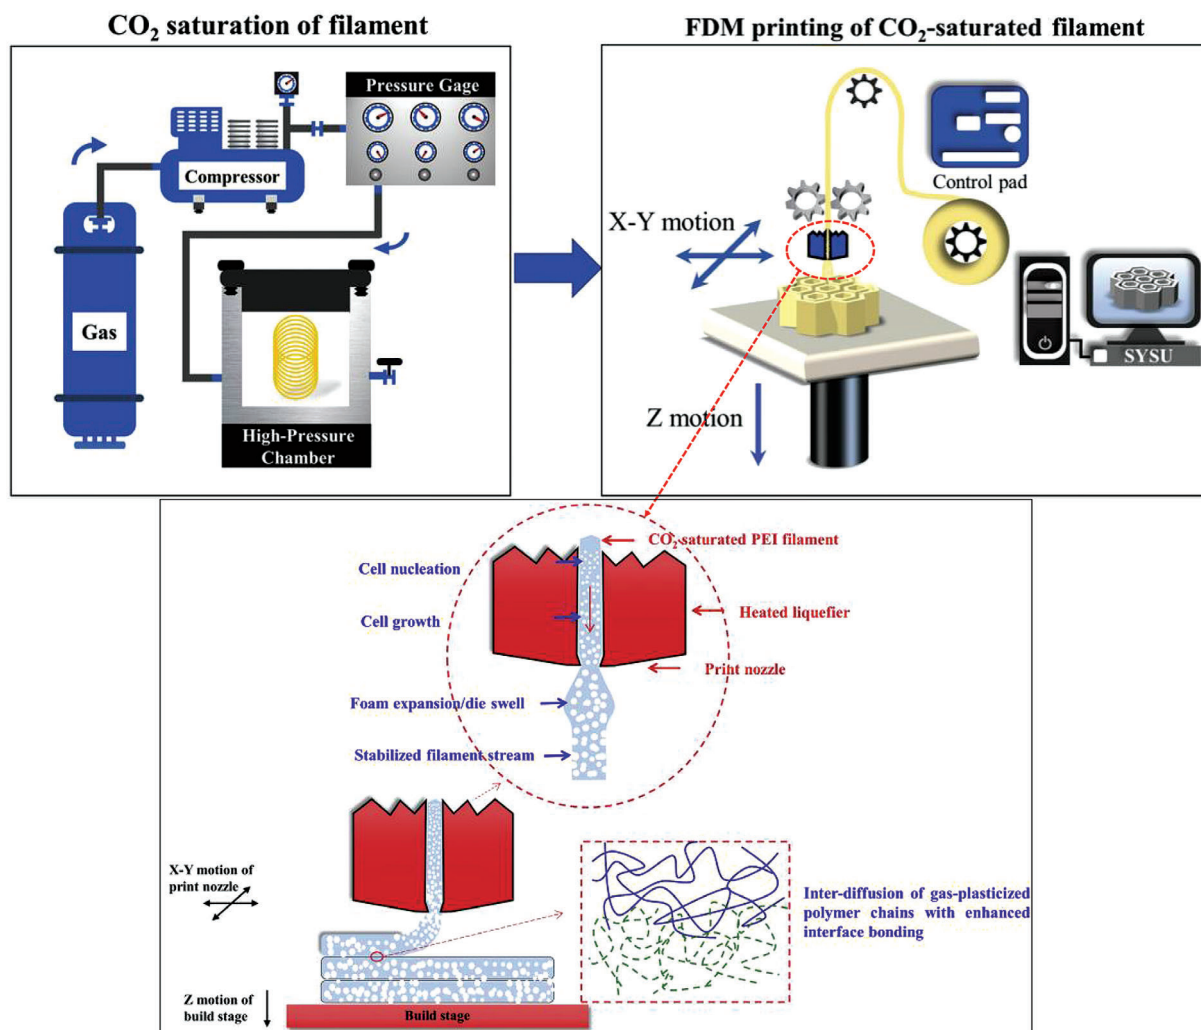 CO₂ saturation of filament
FDM printing of CO₂-saturated filament
Pressure Gage
Compressor
Gas
High-Pressure
Chamber
Control pad
X-Y motion
Z motion
SYSU
CO₂-saturated PEI filament
Cell nucleation
Cell growth
Heated liquefier
Print nozzle
Foam expansion/die swell
Stabilized filament stream
X-Y motion of
print nozzle
Inter-diffusion of gas-plasticized
polymer chains with enhanced
interface bonding
Z motion of
build stage
Build stage